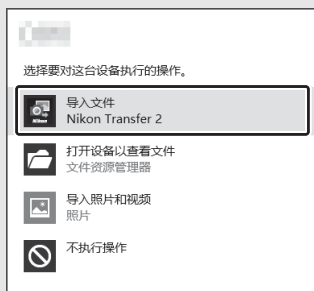 选择要对这台设备执行的操作。
导入文件
Nikon Transfer 2
打开设备以查看文件
文件资源管理器
导入照片和视频
照片
不执行操作